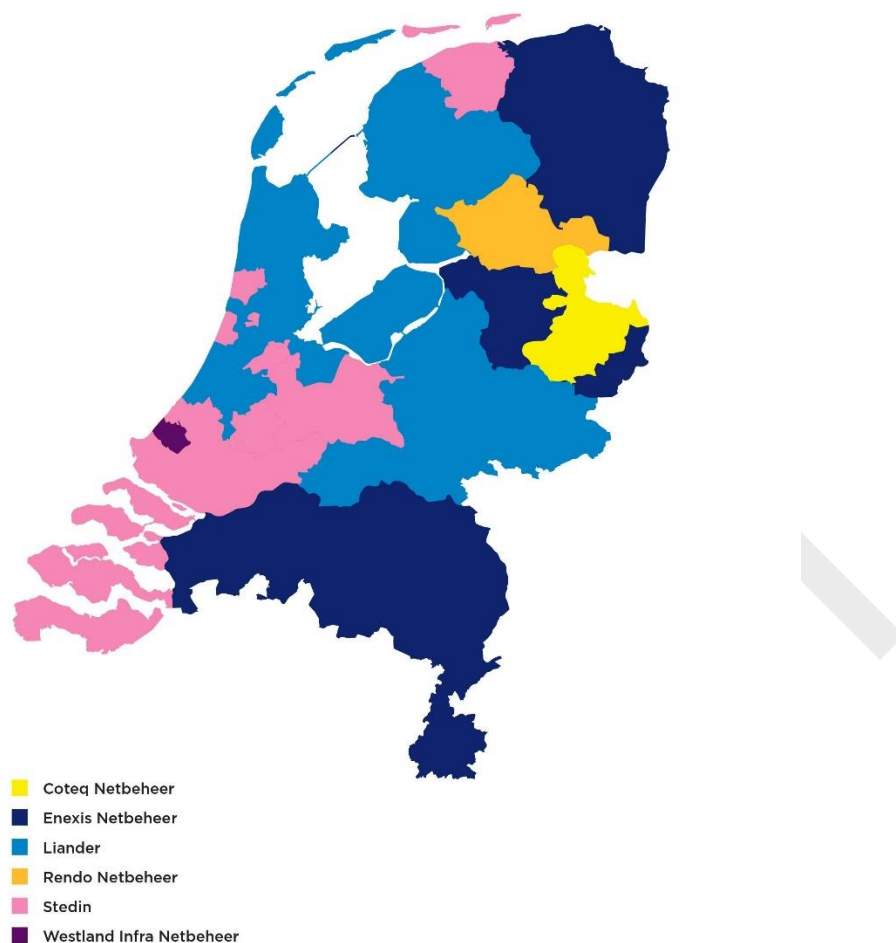 Coteq Netbeheer
Enexis Netbeheer
Liander
Rendo Netbeheer
Stedin
Westland Infra Netbeheer